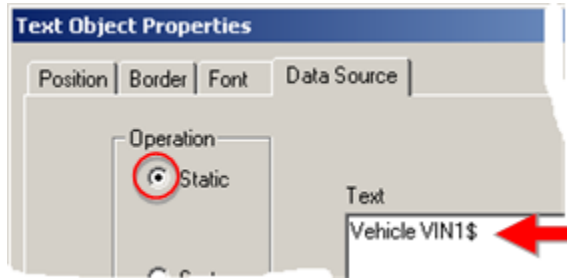 Text Object Properties
Position Border Font Data Source
Operation
Static
Text
Vehicle VIN1$